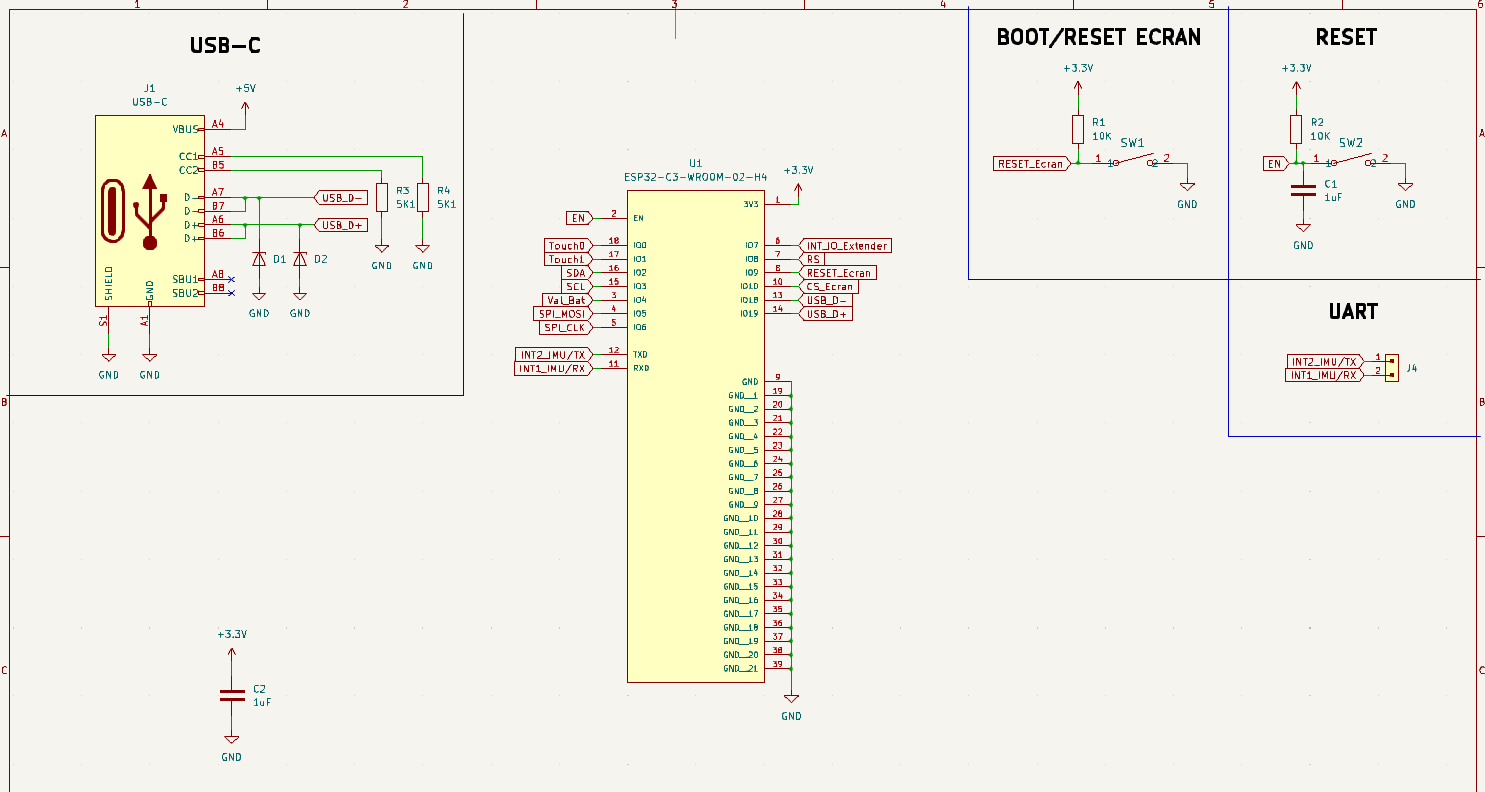 1
2
3
4
5
6
A
B
C
A
B
C
USB-C
J1
USB-C
+5V
VBUS A4
CC1 A5
CC2 B5
D- A7
D- B7
D+ A6
D+ B6
SBU1 A8
SBU2 B8
SHIELD
GND
S1
A1
USB_D-
USB_D+
R3
5K1
R4
5K1
D1
D2
GND
GND
GND
GND
GND
GND
+3.3V
C2
1uF
GND
U1
ESP32-C3-WROOM-02-H4
+3.3V
EN 2 EN
Touch0 18 IO0
Touch1 17 IO1
SDA 16 IO2
SCL 15 IO3
Val_Bat 3 IO4
SPI_MOSI 4 IO5
SPI_CLK 5 IO6
INT2_IMU/TX 12 TXD
INT1_IMU/RX 11 RXD
3V3 1
IO7 6 INT_IO_Extender
IO8 7 RS
IO9 8 RESET_Ecran
IO10 10 CS_Ecran
IO18 13 USB_D-
IO19 14 USB_D+
GND 9
GND__1 19
GND__2 20
GND__3 21
GND__4 22
GND__5 23
GND__6 24
GND__7 25
GND__8 26
GND__9 27
GND__10 28
GND__11 29
GND__12 30
GND__13 31
GND__14 32
GND__15 33
GND__16 34
GND__17 35
GND__18 36
GND__19 37
GND__20 38
GND__21 39
GND
BOOT/RESET ECRAN
+3.3V
R1
10K
SW1
RESET_Ecran
1 1 2 2
GND
RESET
+3.3V
R2
10K
SW2
EN
1 1 2 2
C1
1uF
GND
GND
UART
INT2_IMU/TX 1
INT1_IMU/RX 2
J4